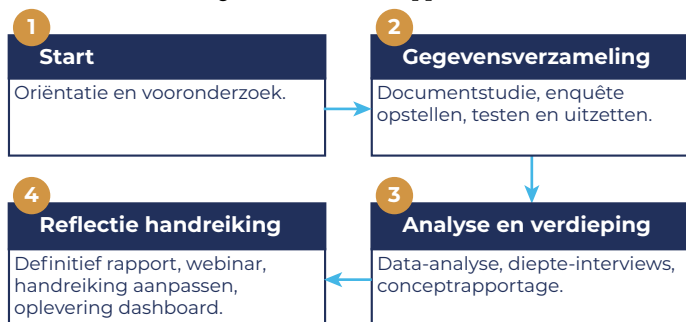 1
Start
Oriëntatie en vooronderzoek.
2
Gegevensverzameling
Documentstudie, enquête
opstellen, testen en uitzetten.
3
Analyse en verdieping
Data-analyse, diepte-interviews,
conceptrapportage.
4
Reflectie handreiking
Definitief rapport, webinar,
handreiking aanpassen,
oplevering dashboard.